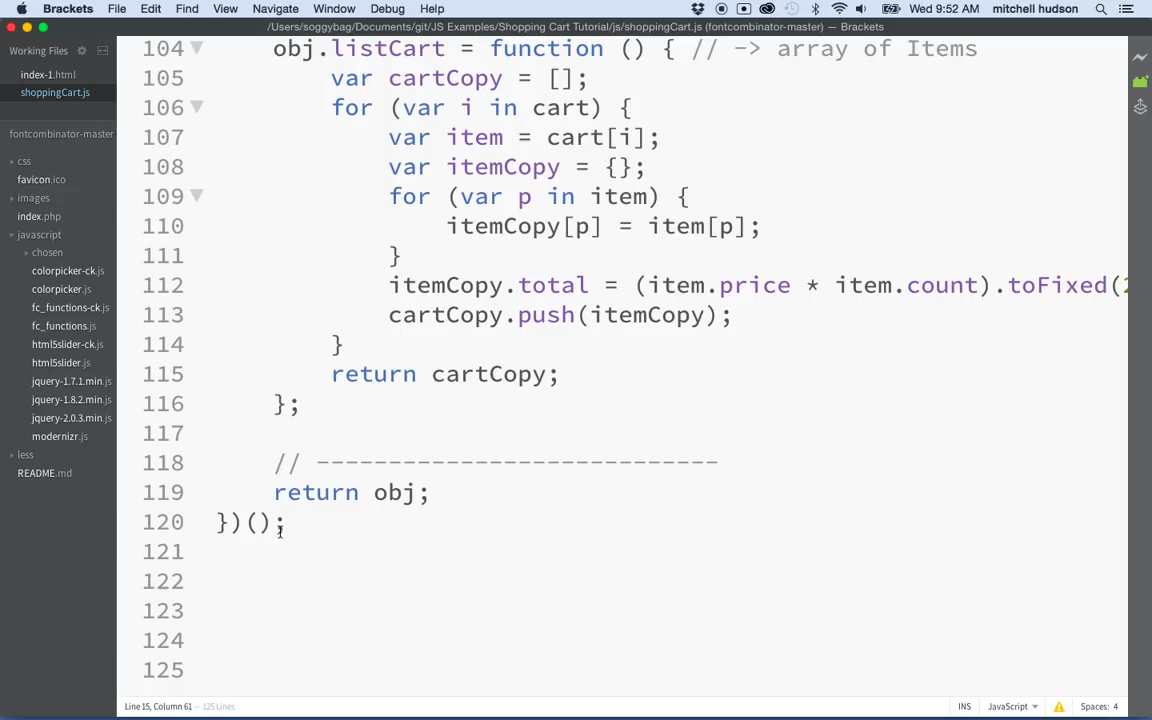 Brackets File Edit Find View Navigate Window Debug Help Wed 9:52 AM mitchell hudson
/Users/soggybag/Documents/git/JS Examples/Shopping Cart Tutorial/js/shoppingCart.js (fontcombinator-master) — Brackets
Working Files
index-1.html
shoppingCart.js
fontcombinator-master
css
favicon.ico
images
index.php
javascript
chosen
colorpicker-ck.js
colorpicker.js
fc_functions-ck.js
fc_functions.js
html5slider-ck.js
html5slider.js
jquery-1.7.1.min.js
jquery-1.8.2.min.js
jquery-2.0.3.min.js
modernizr.js
less
README.md
104 obj.listCart = function () { // -> array of Items
105 var cartCopy = [];
106 for (var i in cart) {
107 var item = cart[i];
108 var itemCopy = {};
109 for (var p in item) {
110 itemCopy[p] = item[p];
111 }
112 itemCopy.total = (item.price * item.count).toFixed(2
113 cartCopy.push(itemCopy);
114 }
115 return cartCopy;
116 };
117
118 // ----------------------------
119 return obj;
120 })();
121
122
123
124
125
Line 15, Column 61 — 125 Lines INS JavaScript Spaces: 4